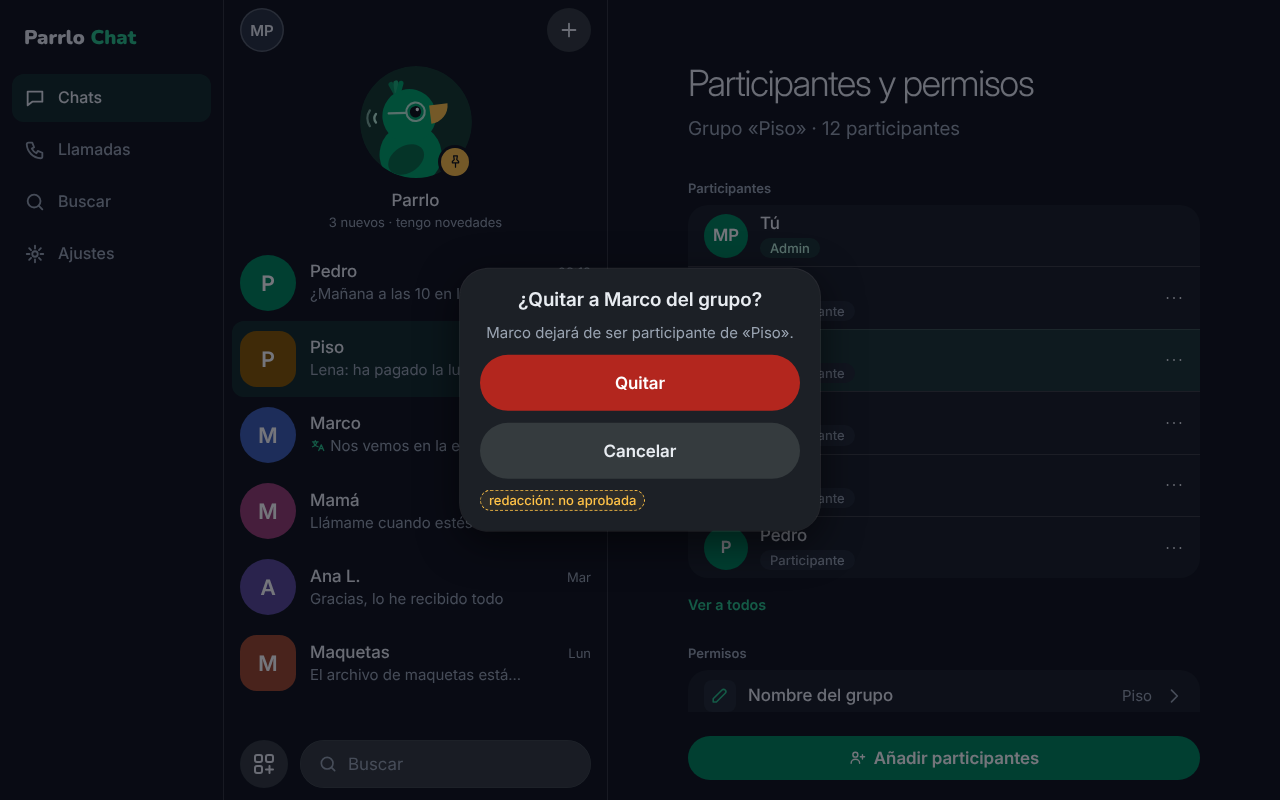 Parrlo Chat
Chats
Llamadas
Buscar
Ajustes
MP
Parrlo
3 nuevos · tengo novedades
P
Pedro
¿Mañana a las 10 en
P
Piso
Lena: ha pagado la lu
M
Marco
Nos vemos en la e
M
Mamá
Llámame cuando estés
A
Ana L.
Mar
Gracias, lo he recibido todo
M
Maquetas
Lun
El archivo de maquetas está...
Buscar
Participantes y permisos
Grupo «Piso» · 12 participantes
Participantes
MP
Tú
Admin
ante
ante
ante
ante
P
Pedro
Participante
Ver a todos
Permisos
Nombre del grupo
Piso
Añadir participantes
¿Quitar a Marco del grupo?
Marco dejará de ser participante de «Piso».
Quitar
Cancelar
redacción: no aprobada